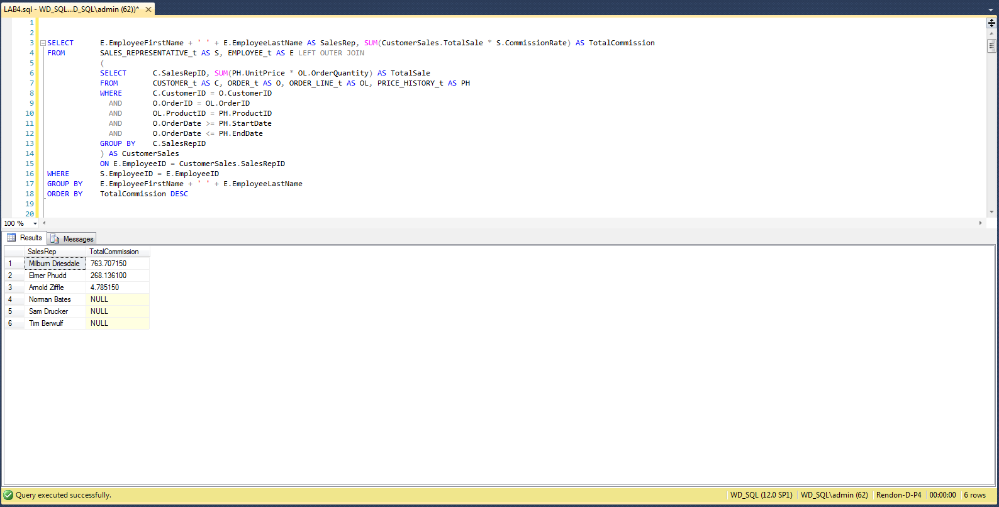 LAB4.sql - WD_SQL...D_SQL\admin (62))*
1
2
3 SELECT E.EmployeeFirstName + ' ' + E.EmployeeLastName AS SalesRep, SUM(CustomerSales.TotalSale * S.CommissionRate) AS TotalCommission
4 FROM SALES_REPRESENTATIVE_t AS S, EMPLOYEE_t AS E LEFT OUTER JOIN
5 (
6 SELECT C.SalesRepID, SUM(PH.UnitPrice * OL.OrderQuantity) AS TotalSale
7 FROM CUSTOMER_t AS C, ORDER_t AS O, ORDER_LINE_t AS OL, PRICE_HISTORY_t AS PH
8 WHERE C.CustomerID = O.CustomerID
9 AND O.OrderID = OL.OrderID
10 AND OL.ProductID = PH.ProductID
11 AND O.OrderDate >= PH.StartDate
12 AND O.OrderDate <= PH.EndDate
13 GROUP BY C.SalesRepID
14 ) AS CustomerSales
15 ON E.EmployeeID = CustomerSales.SalesRepID
16 WHERE S.EmployeeID = E.EmployeeID
17 GROUP BY E.EmployeeFirstName + ' ' + E.EmployeeLastName
18 ORDER BY TotalCommission DESC
19
20
100 %
Results Messages
SalesRep TotalCommission
1 Milburn Driesdale 763.707150
2 Elmer Phudd 268.136100
3 Arnold Ziffle 4.785150
4 Norman Bates NULL
5 Sam Drucker NULL
6 Tim Berwulf NULL
Query executed successfully. WD_SQL (12.0 SP1) WD_SQL\admin (62) Rendon-D-P4 00:00:00 6 rows